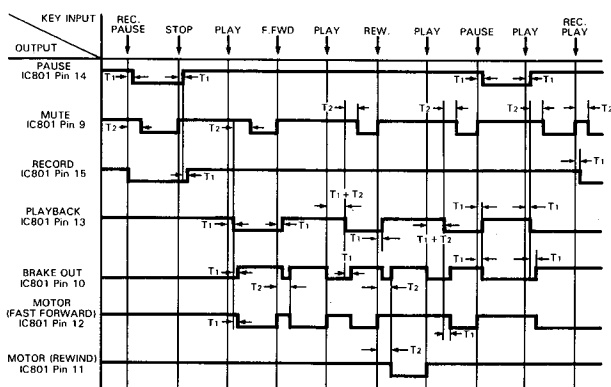 KEY INPUT
REC.
PAUSE
STOP
PLAY
F.FWD
PLAY
REW.
PLAY
PAUSE
PLAY
REC.
PLAY
OUTPUT
PAUSE
IC801 Pin 14
T1
T1
T1
T1
MUTE
IC801 Pin 9
T2
T2
T2
T2
T2
T2
RECORD
IC801 Pin 15
T1
T1
PLAYBACK
IC801 Pin 13
T1
T1
T1 + T2
T1
T1 + T2
T1
T1
BRAKE OUT
IC801 Pin 10
T1
T2
T1
T1
T1
MOTOR
(FAST FORWARD)
IC801 Pin 12
T1
T1
MOTOR (REWIND)
IC801 Pin 11
T2